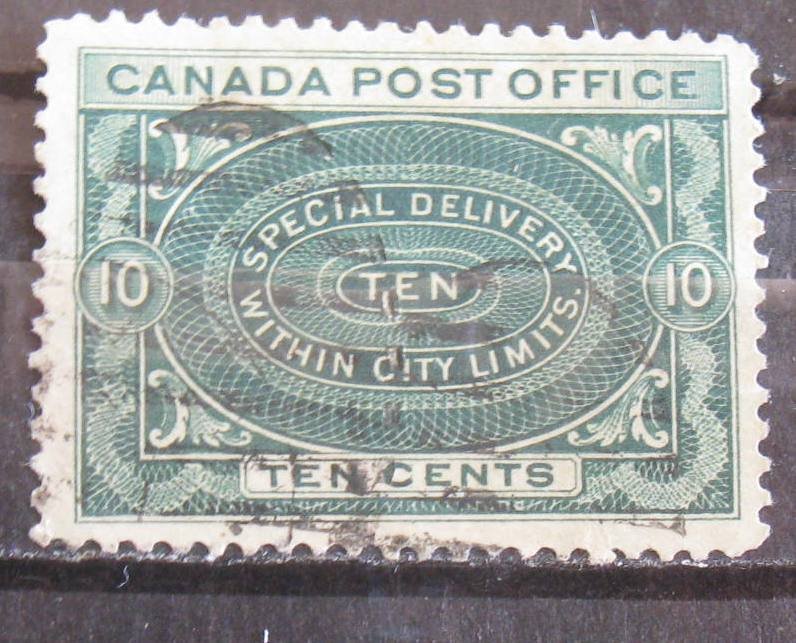 CANADA POST OFFICE
SPECIAL DELIVERY
10 TEN 10
WITHIN CITY LIMITS.
TEN CENTS